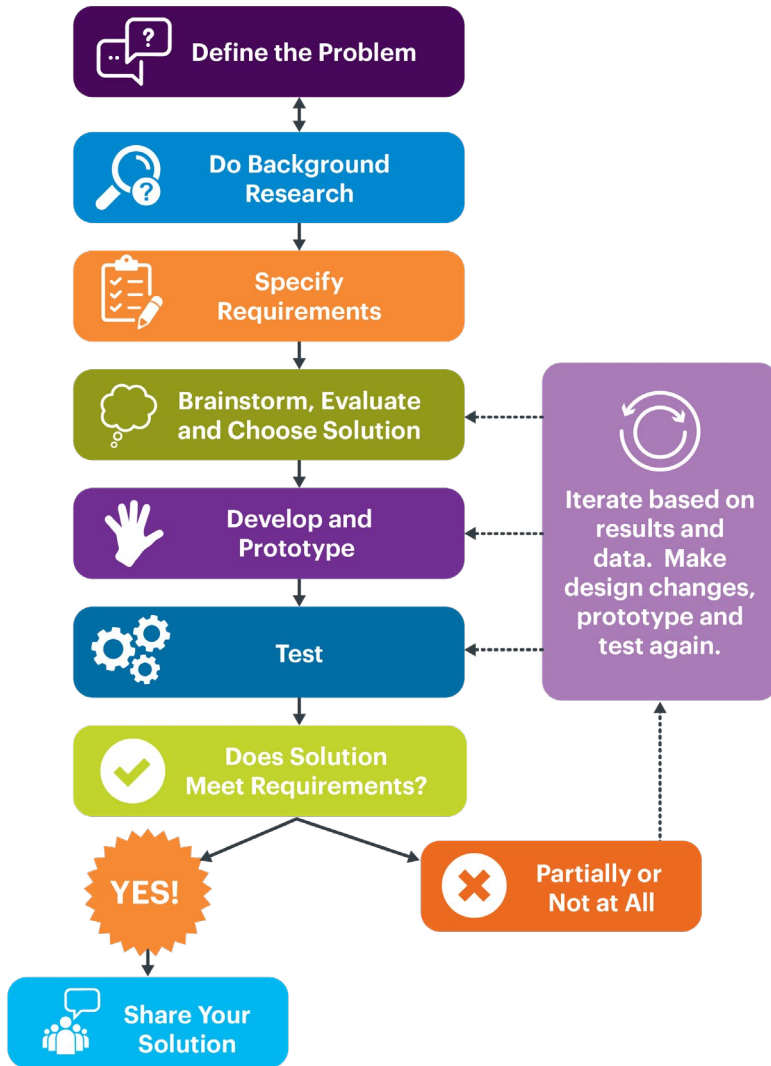 Define the Problem
Do Background
Research
Specify
Requirements
Brainstorm, Evaluate
and Choose Solution
Develop and
Prototype
Test
Iterate based on
results and
data. Make
design changes,
prototype and
test again.
Does Solution
Meet Requirements?
YES!
Partially or
Not at All
Share Your
Solution